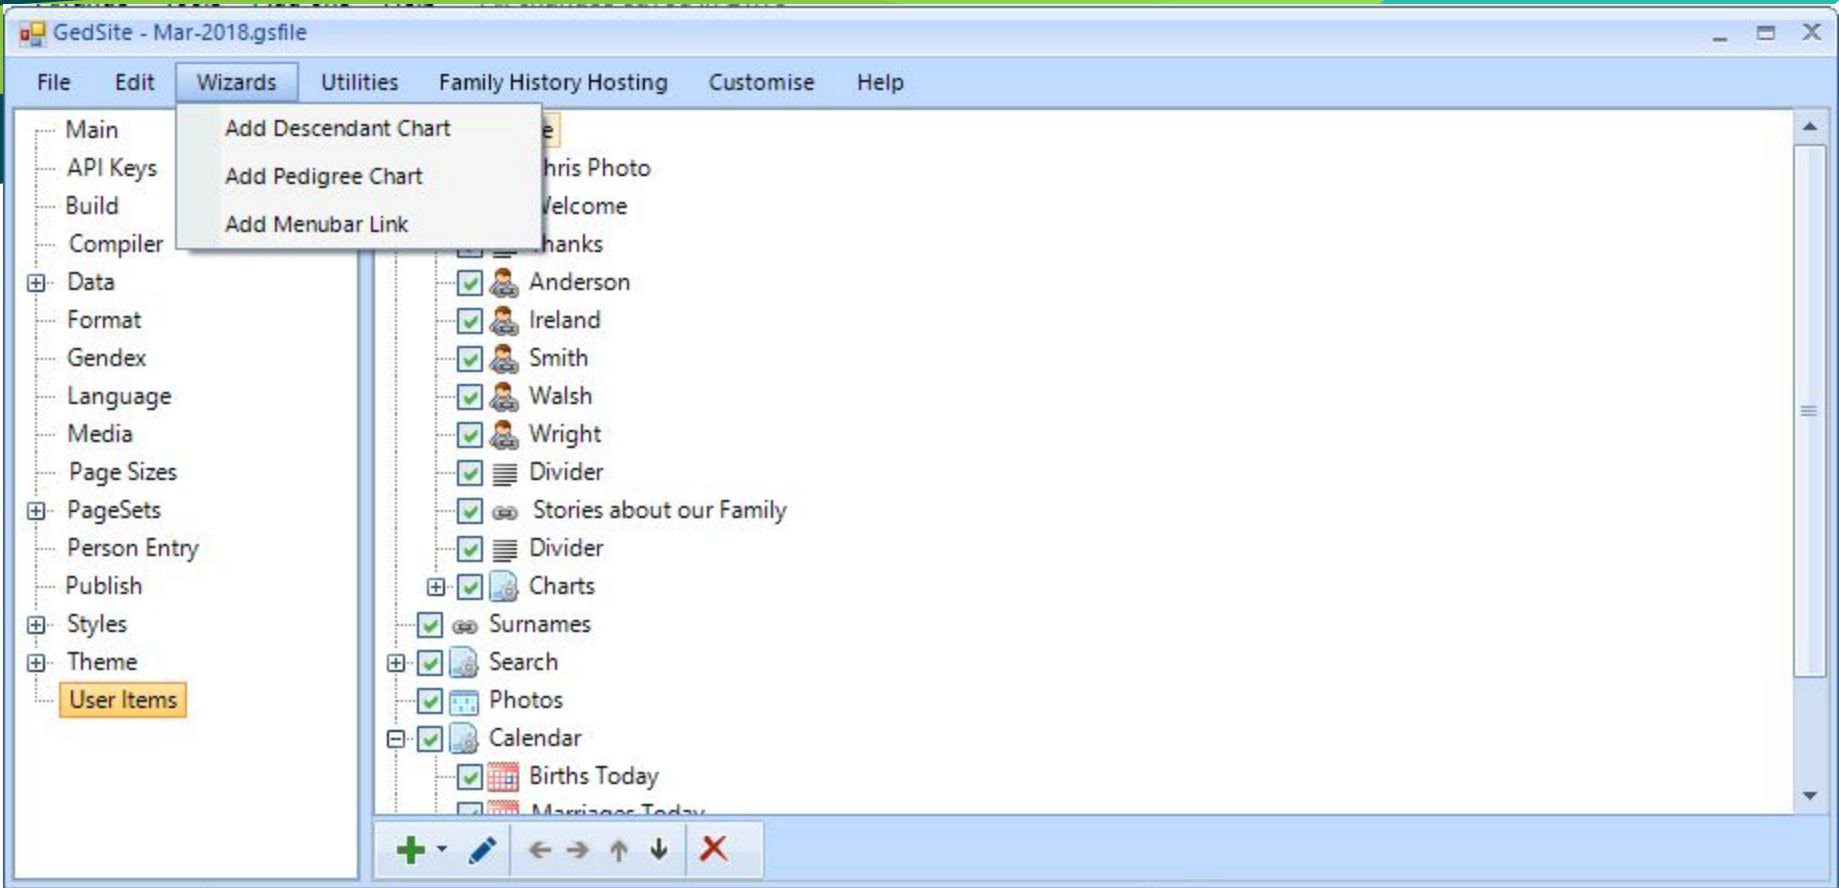 GedSite - Mar-2018.gsfile
File Edit Wizards Utilities Family History Hosting Customise Help
Add Descendant Chart
Add Pedigree Chart
Add Menubar Link
Main
API Keys
Build
Compiler
Data
Format
Gendex
Language
Media
Page Sizes
PageSets
Person Entry
Publish
Styles
Theme
User Items
e
hris Photo
elcome
hanks
Anderson
Ireland
Smith
Walsh
Wright
Divider
Stories about our Family
Divider
Charts
Surnames
Search
Photos
Calendar
Births Today
Marriages Today